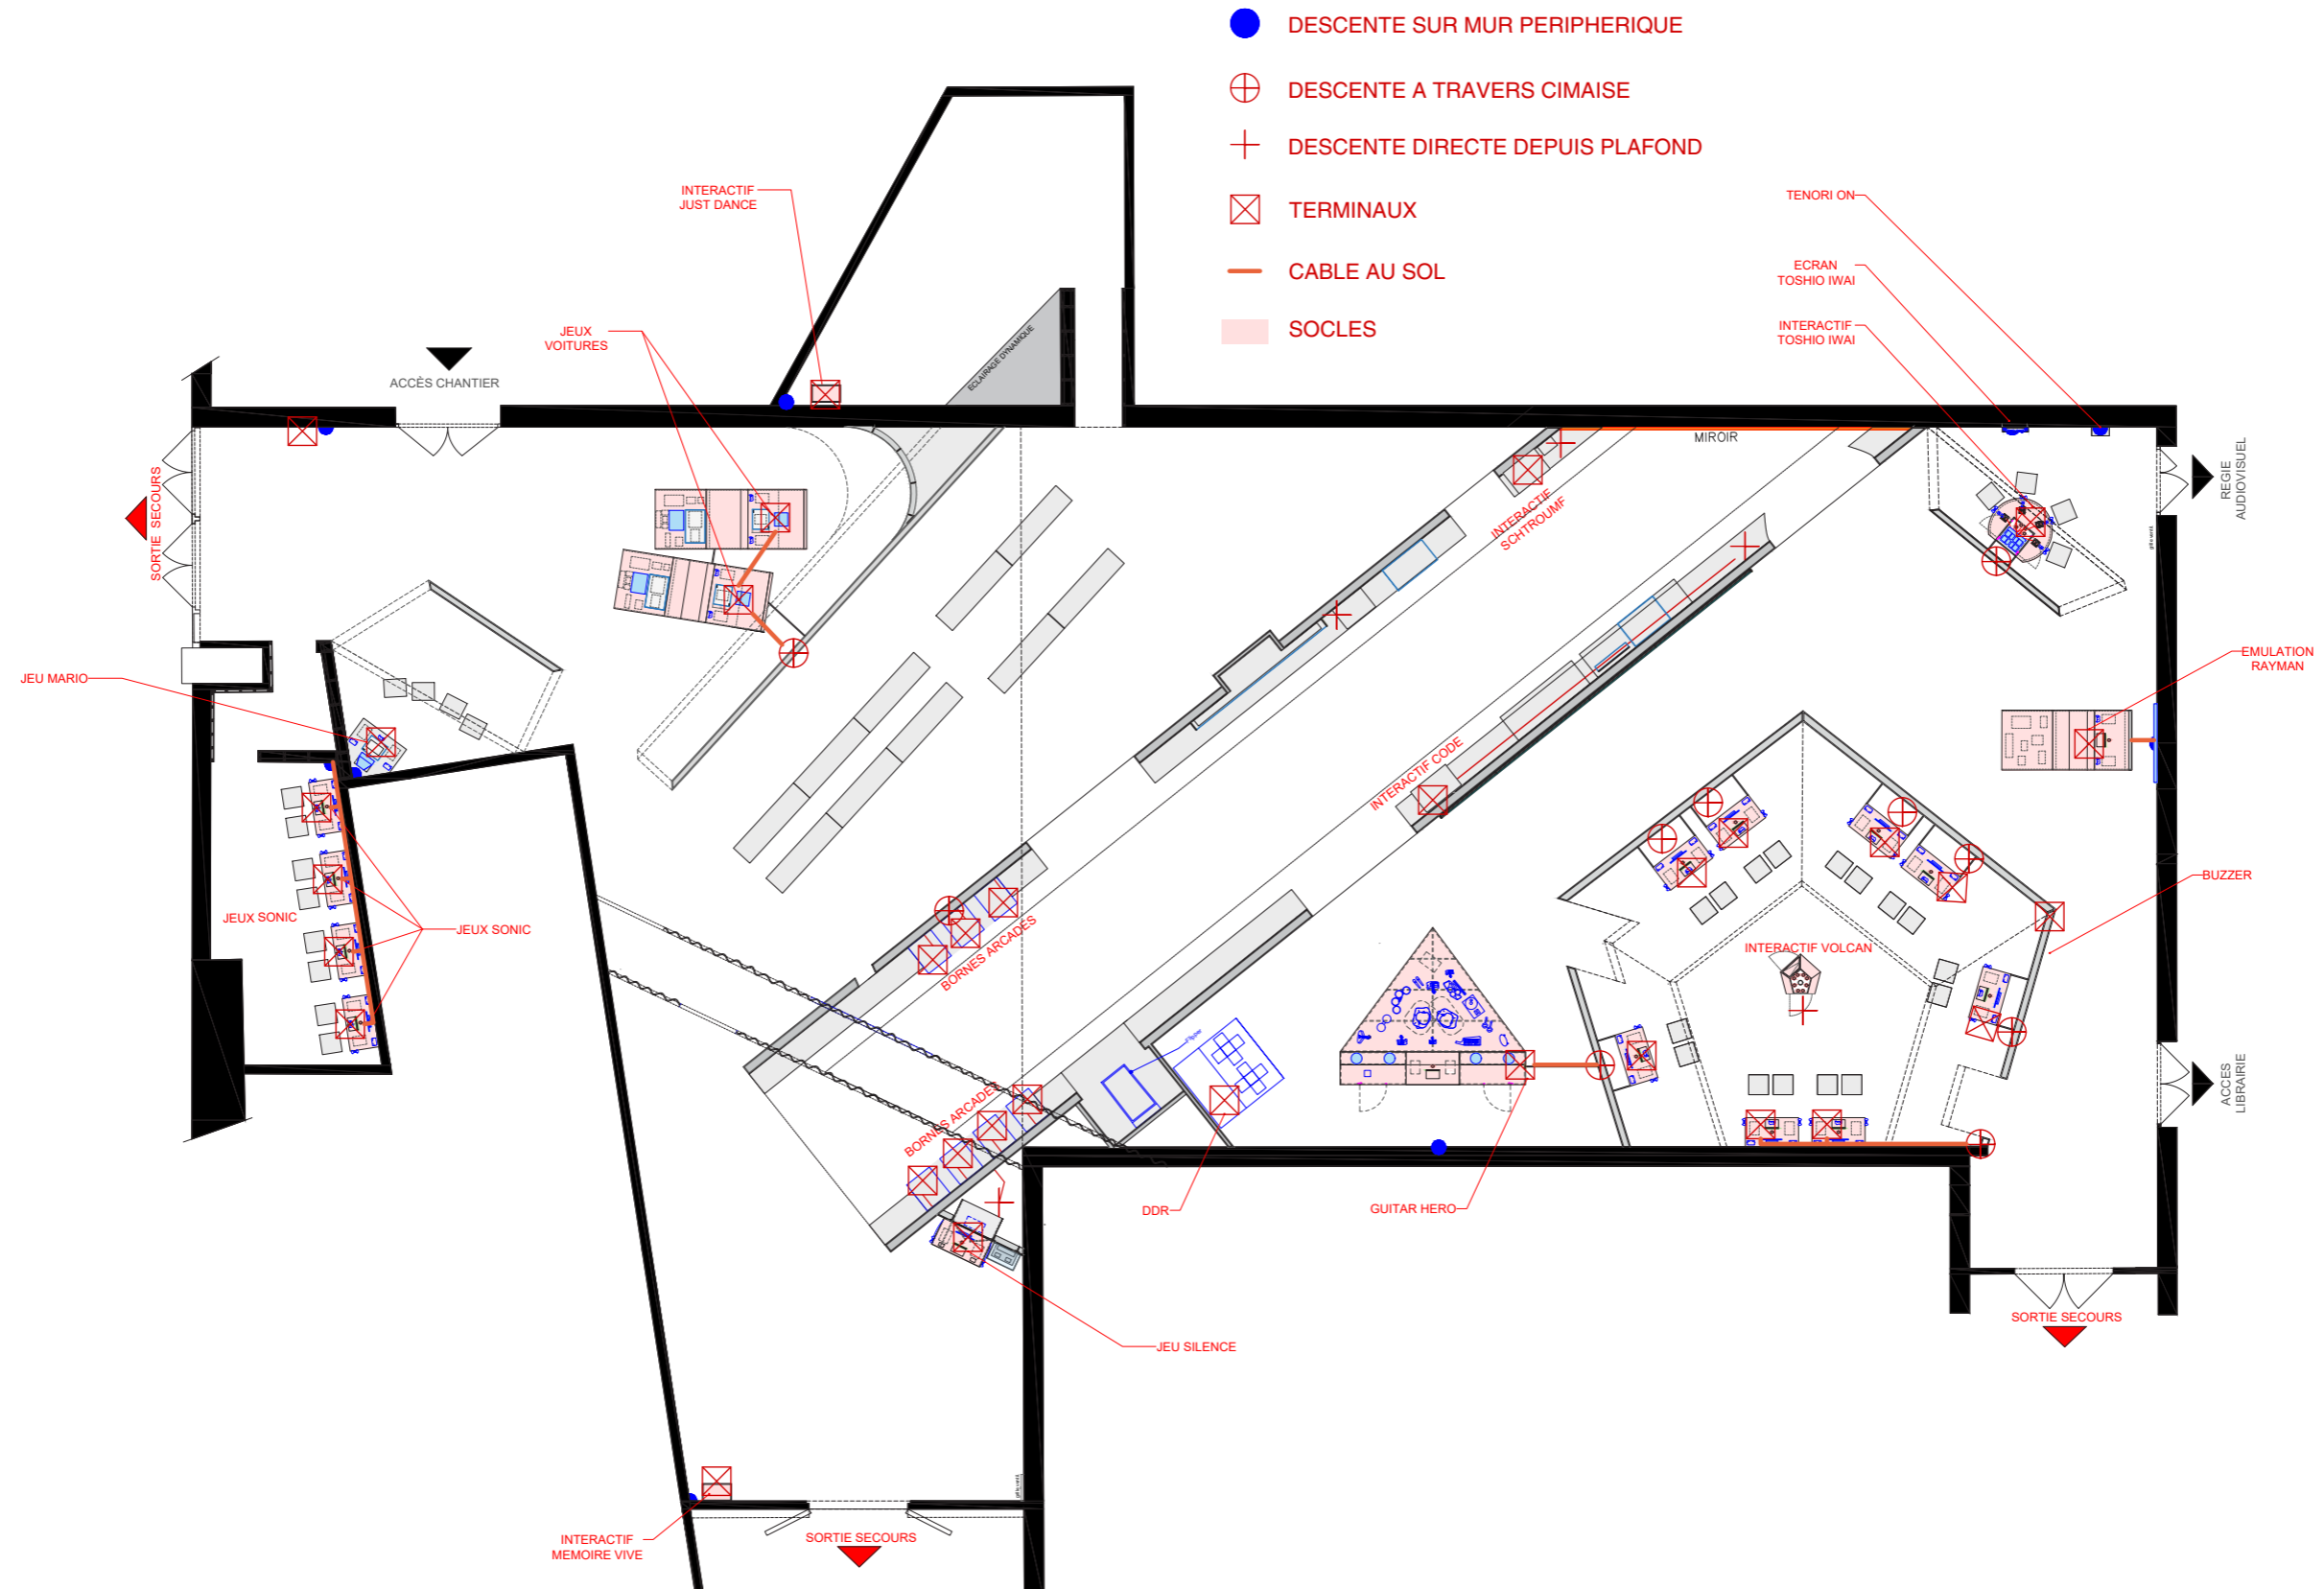 DESCENTE SUR MUR PERIPHERIQUE
DESCENTE A TRAVERS CIMAISE
DESCENTE DIRECTE DEPUIS PLAFOND
TERMINAUX
CABLE AU SOL
SOCLES
INTERACTIF
JUST DANCE
TENORI ON
ECRAN
TOSHIO IWAI
INTERACTIF
TOSHIO IWAI
JEUX
VOITURES
ACCÈS CHANTIER
ECLAIRAGE DYNAMIQUE
MIROIR
SORTIE SECOURS
REGIE
AUDIOVISUEL
INTERACTIF
SCHTROUMF
JEU MARIO
EMULATION
RAYMAN
INTERACTIF CODE
BUZZER
JEUX SONIC
JEUX SONIC
BORNES ARCADES
INTERACTIF VOLCAN
BORNES ARCADES
ACCES
LIBRAIRIE
DDR
GUITAR HERO
JEU SILENCE
SORTIE SECOURS
INTERACTIF
MEMOIRE VIVE
SORTIE SECOURS